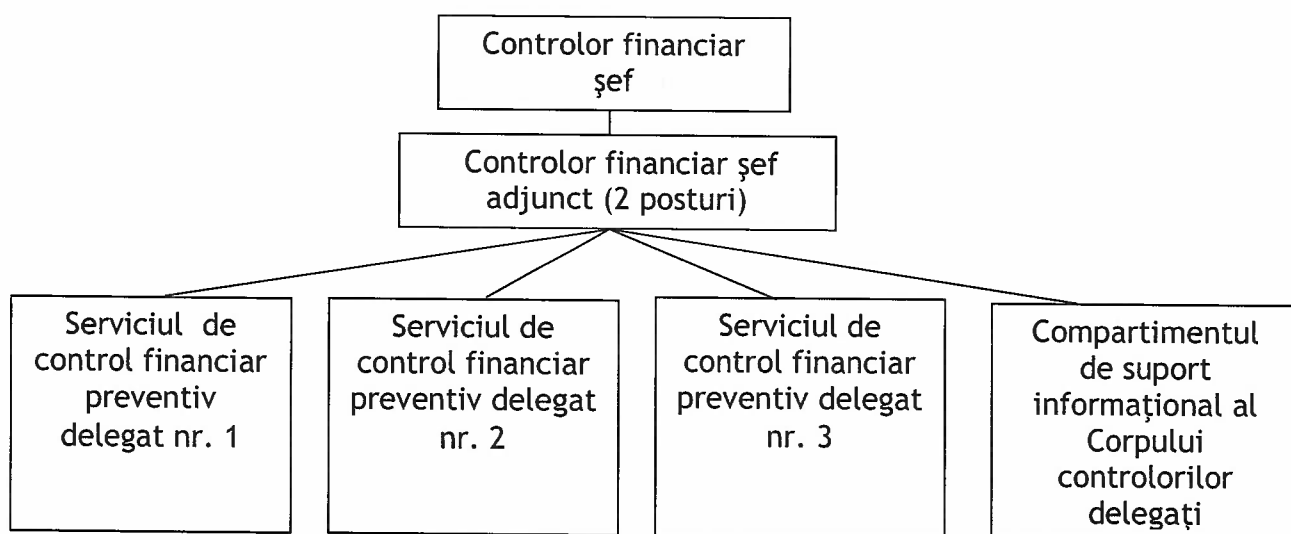 Controlor financiar
şef
Controlor financiar şef
adjunct (2 posturi)
Serviciul de
control financiar
preventiv
delegat nr. 1
Serviciul de
control financiar
preventiv delegat
nr. 2
Serviciul de
control financiar
preventiv delegat
nr. 3
Compartimentul
de suport
informaţional al
Corpului
controlorilor
delegaţi